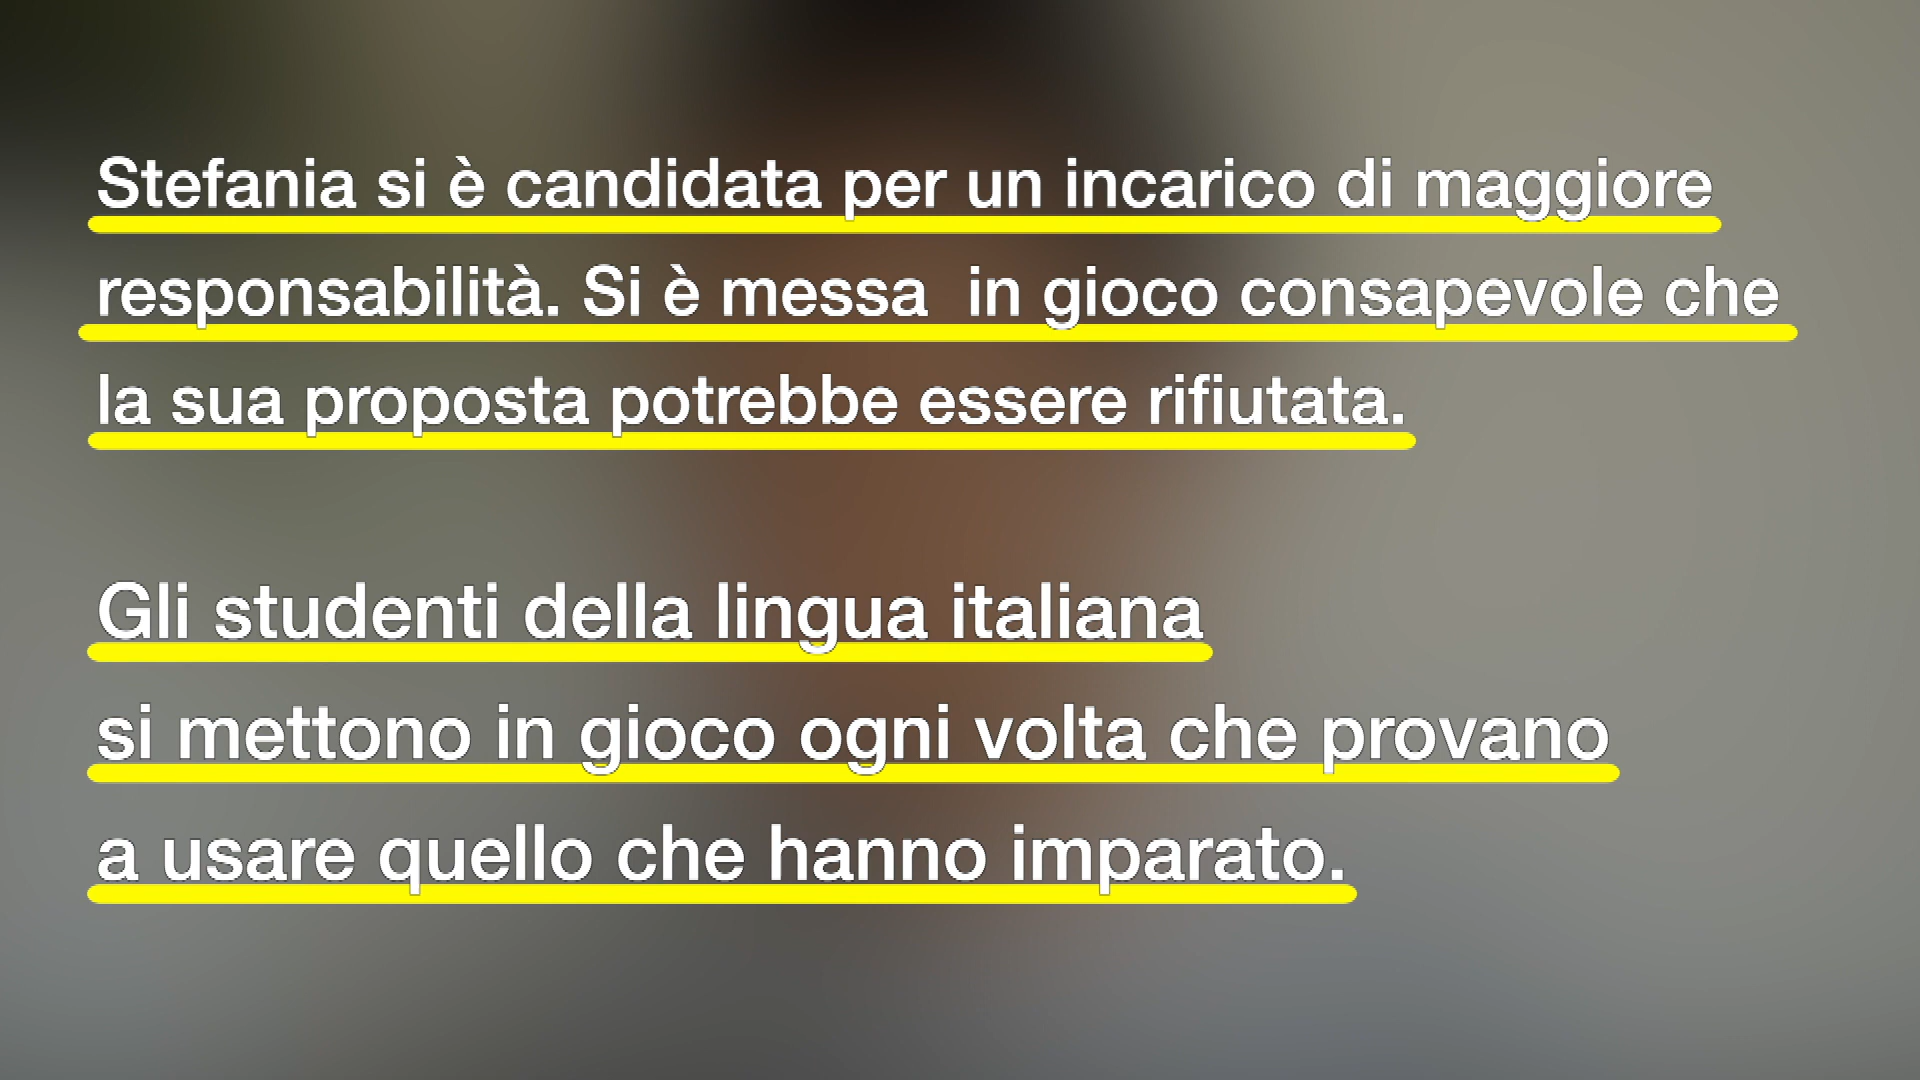 Stefania si è candidata per un incarico di maggiore
responsabilità. Si è messa  in gioco consapevole che
la sua proposta potrebbe essere rifiutata.
Gli studenti della lingua italiana
si mettono in gioco ogni volta che provano
a usare quello che hanno imparato.